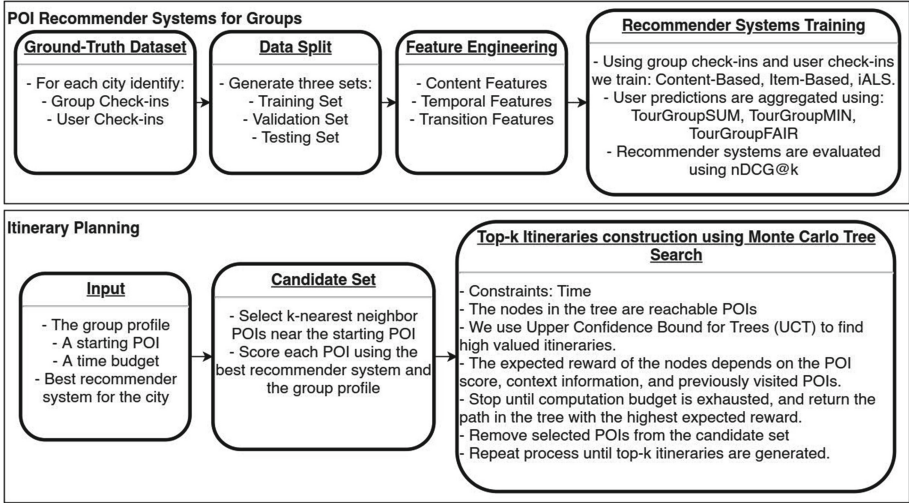 POI Recommender Systems for Groups
Ground-Truth Dataset
- For each city identify:
- Group Check-ins
- User Check-ins
Data Split
- Generate three sets:
- Training Set
- Validation Set
- Testing Set
Feature Engineering
- Content Features
- Temporal Features
- Transition Features
Recommender Systems Training
- Using group check-ins and user check-ins
we train: Content-Based, Item-Based, iALS.
- User predictions are aggregated using:
TourGroupSUM, TourGroupMIN,
TourGroupFAIR
- Recommender systems are evaluated
using nDCG@k
Itinerary Planning
Input
- The group profile
- A starting POI
- A time budget
- Best recommender
system for the city
Candidate Set
- Select k-nearest neighbor
POIs near the starting POI
- Score each POI using the
best recommender system and
the group profile
Top-k Itineraries construction using Monte Carlo Tree
Search
- Constraints: Time
- The nodes in the tree are reachable POIs
- We use Upper Confidence Bound for Trees (UCT) to find
high valued itineraries.
- The expected reward of the nodes depends on the POI
score, context information, and previously visited POIs.
- Stop until computation budget is exhausted, and return the
path in the tree with the highest expected reward.
- Remove selected POIs from the candidate set
- Repeat process until top-k itineraries are generated.